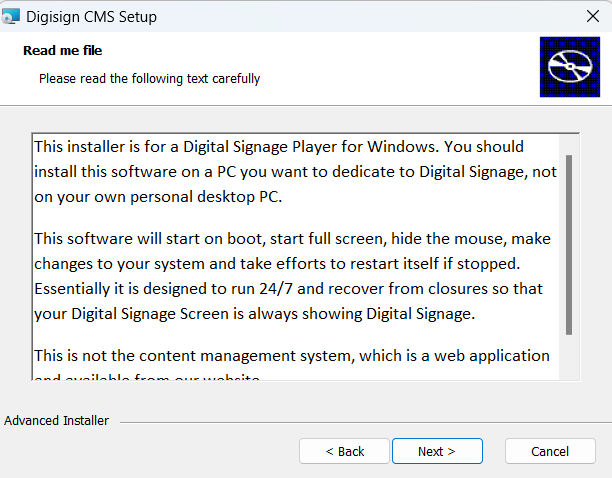 Digisign CMS Setup
Read me file
Please read the following text carefully
This installer is for a Digital Signage Player for Windows. You should
install this software on a PC you want to dedicate to Digital Signage, not
on your own personal desktop PC.
This software will start on boot, start full screen, hide the mouse, make
changes to your system and take efforts to restart itself if stopped.
Essentially it is designed to run 24/7 and recover from closures so that
your Digital Signage Screen is always showing Digital Signage.
This is not the content management system, which is a web application
and available from our website
Advanced Installer
< Back
Next >
Cancel